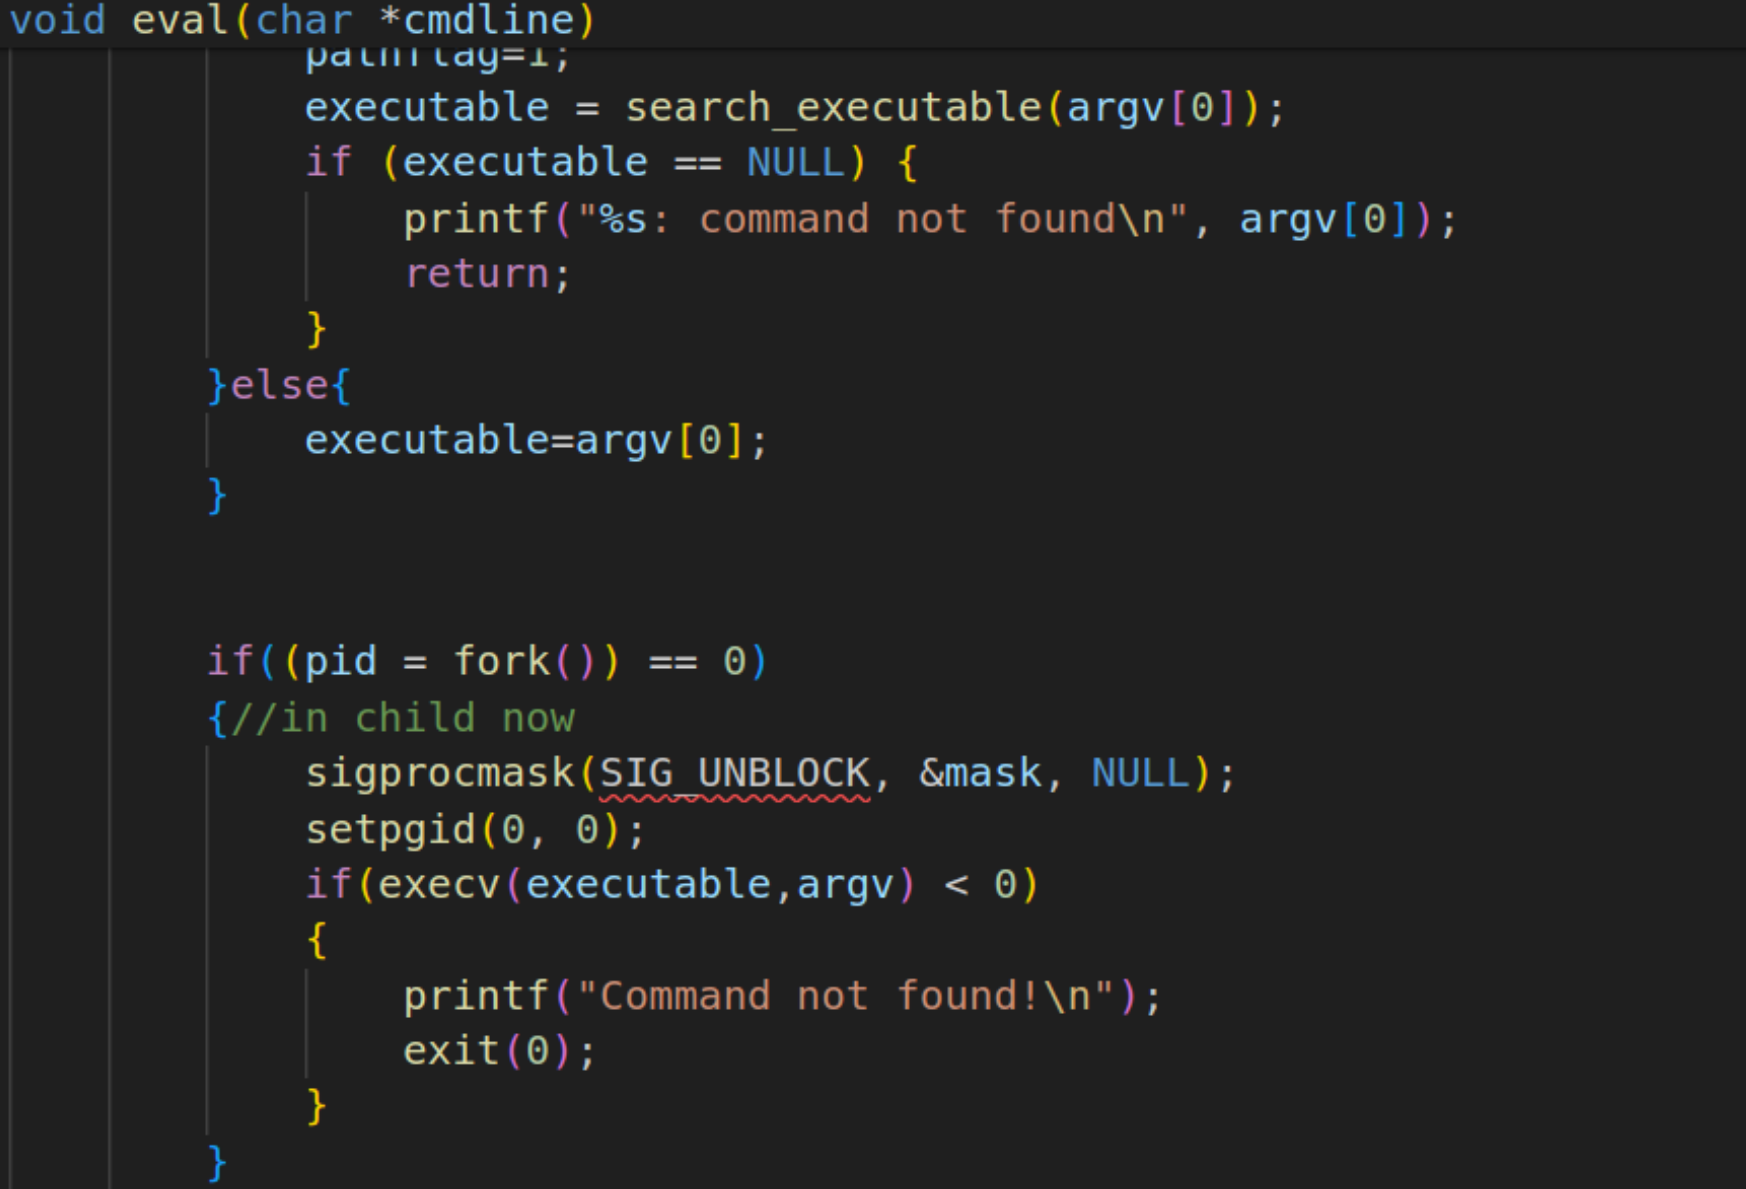 void eval(char *cmdline)
pathflag=1;
executable = search_executable(argv[0]);
if (executable == NULL) {
printf("%s: command not found\n", argv[0]);
return;
}
}else{
executable=argv[0];
}
if((pid = fork()) == 0)
{//in child now
sigprocmask(SIG_UNBLOCK, &mask, NULL);
setpgid(0, 0);
if(execv(executable,argv) < 0)
{
printf("Command not found!\n");
exit(0);
}
}